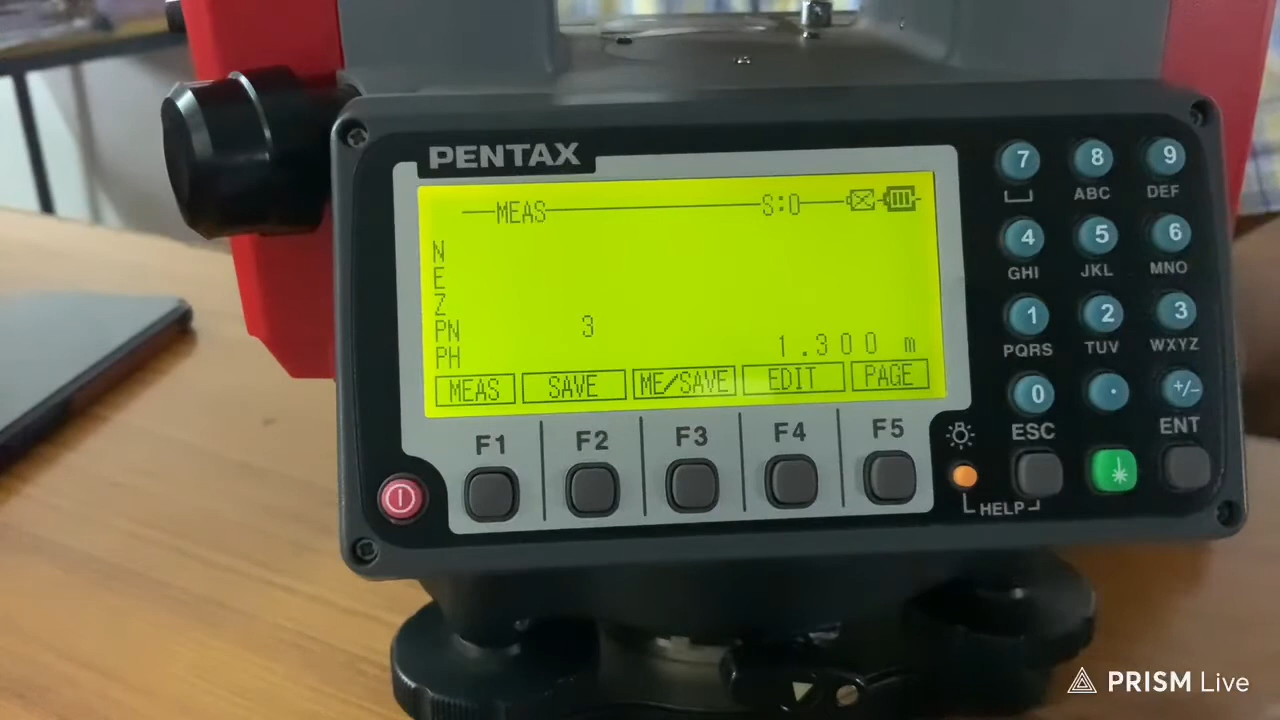 PENTAX
MEAS S:0
N
E
Z
PN 3
PH 1.300 m
MEAS SAVE ME/SAVE EDIT PAGE
F1 F2 F3 F4 F5
7 8 9
ABC DEF
4 5 6
GHI JKL MNO
1 2 3
PQRS TUV WXYZ
0 . +/-
ESC ENT
HELP
PRISM Live